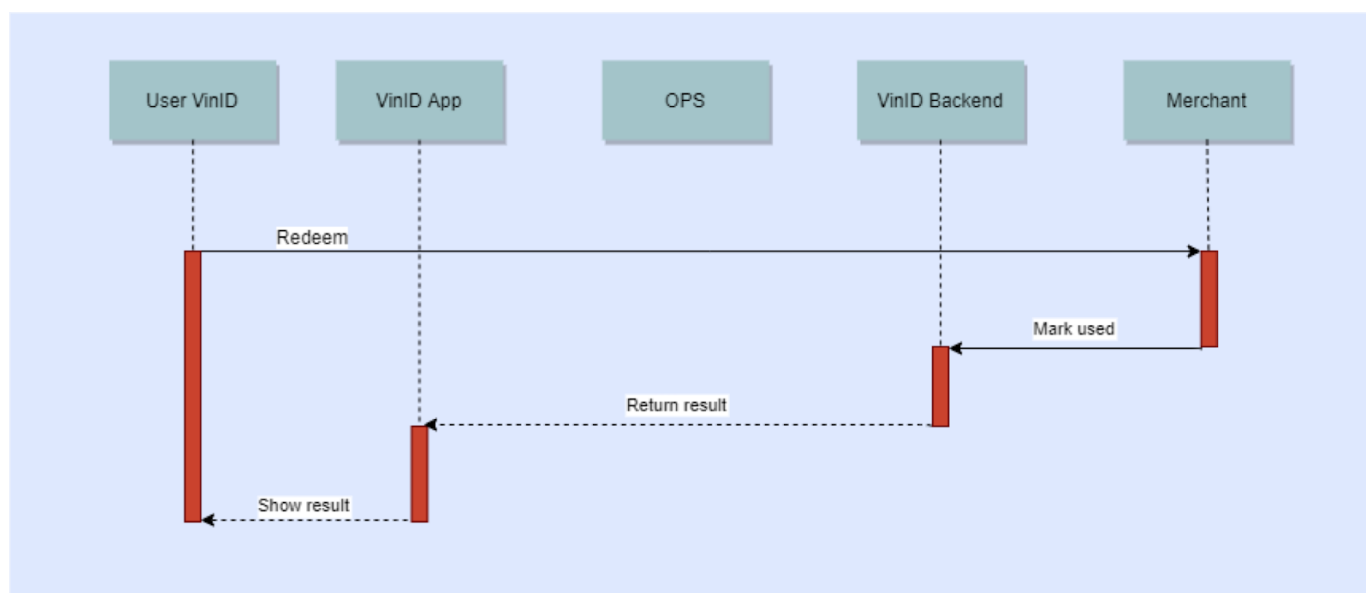 User VinID
VinID App
OPS
VinID Backend
Merchant
Redeem
Mark used
Return result
Show result